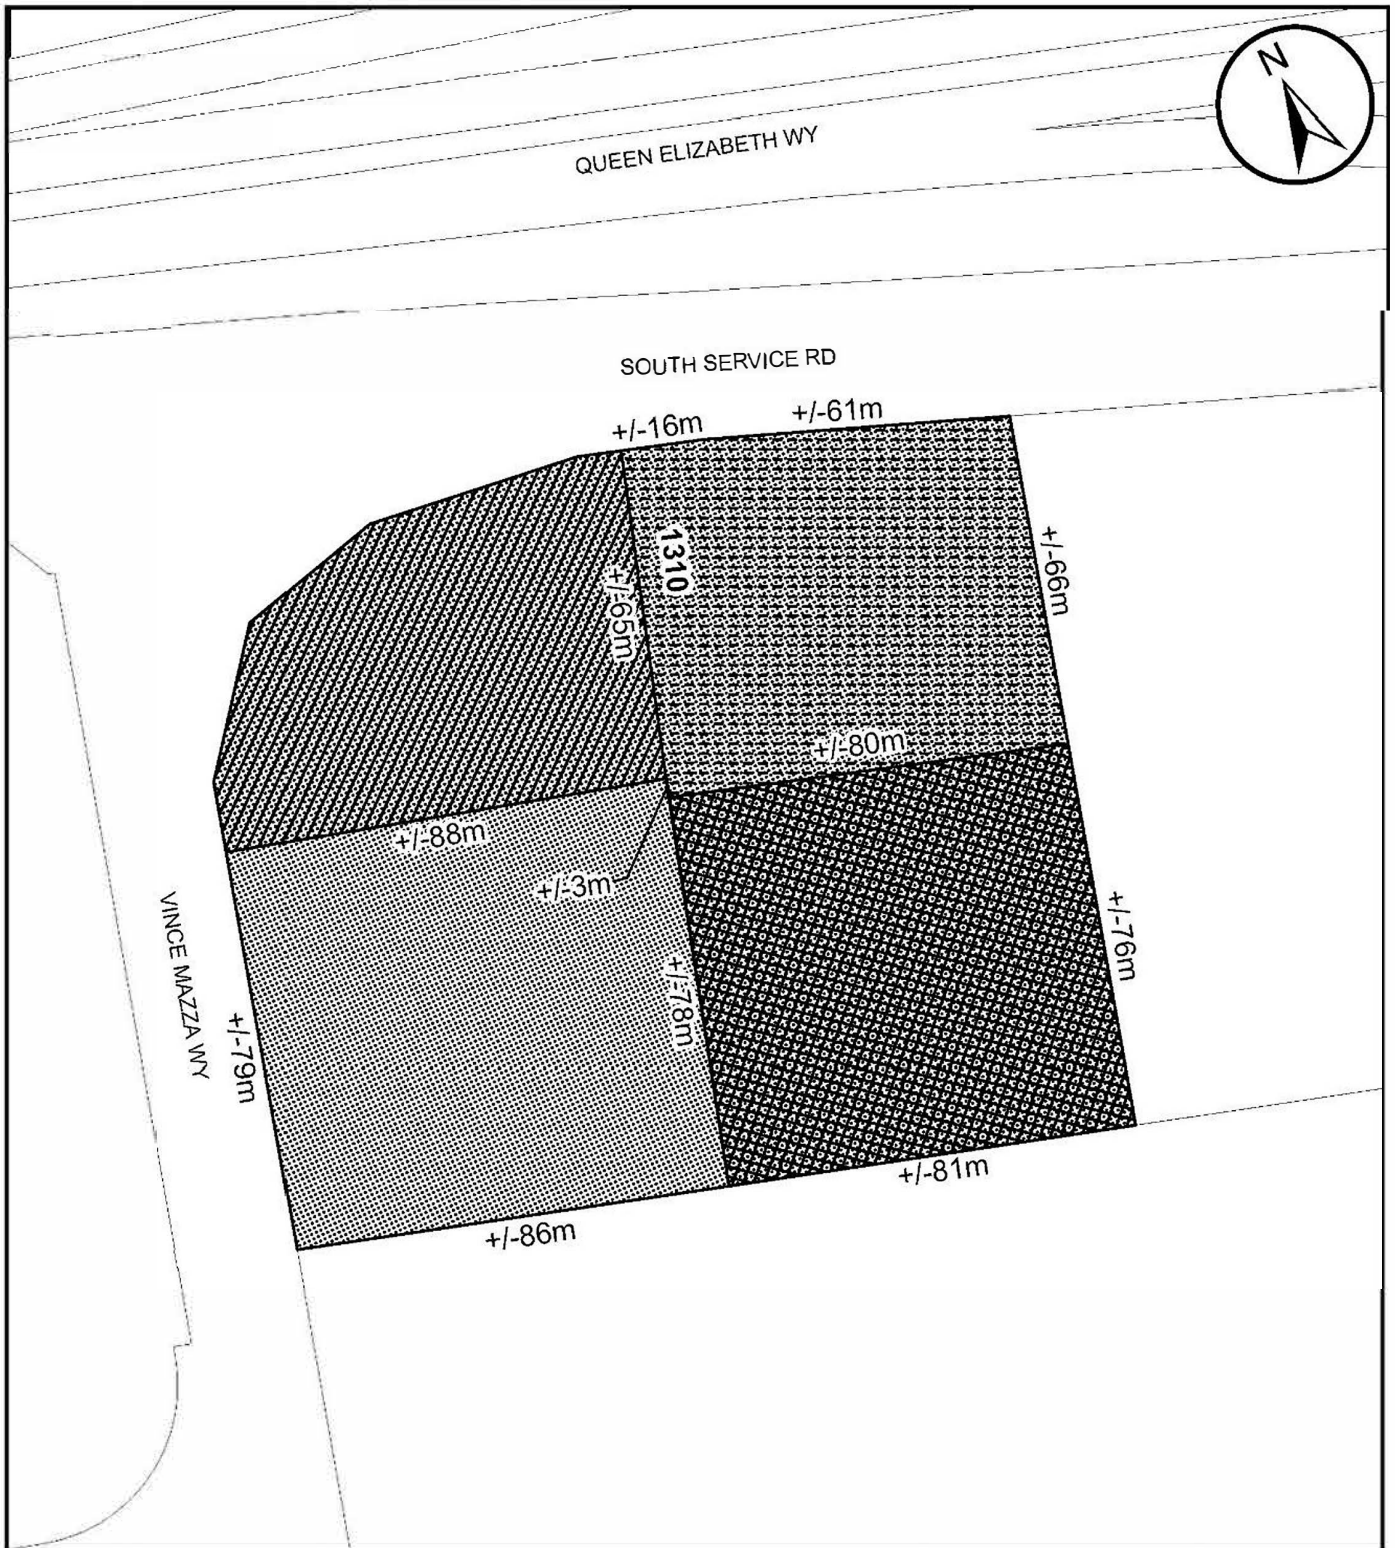 N
QUEEN ELIZABETH WY
SOUTH SERVICE RD
+/-16m
+/-61m
1310
+/-65m
+/-66m
+/-80m
+/-88m
+/-3m
VINCE MAZZA WY
+/-79m
+/-78m
+/-76m
+/-81m
+/-86m